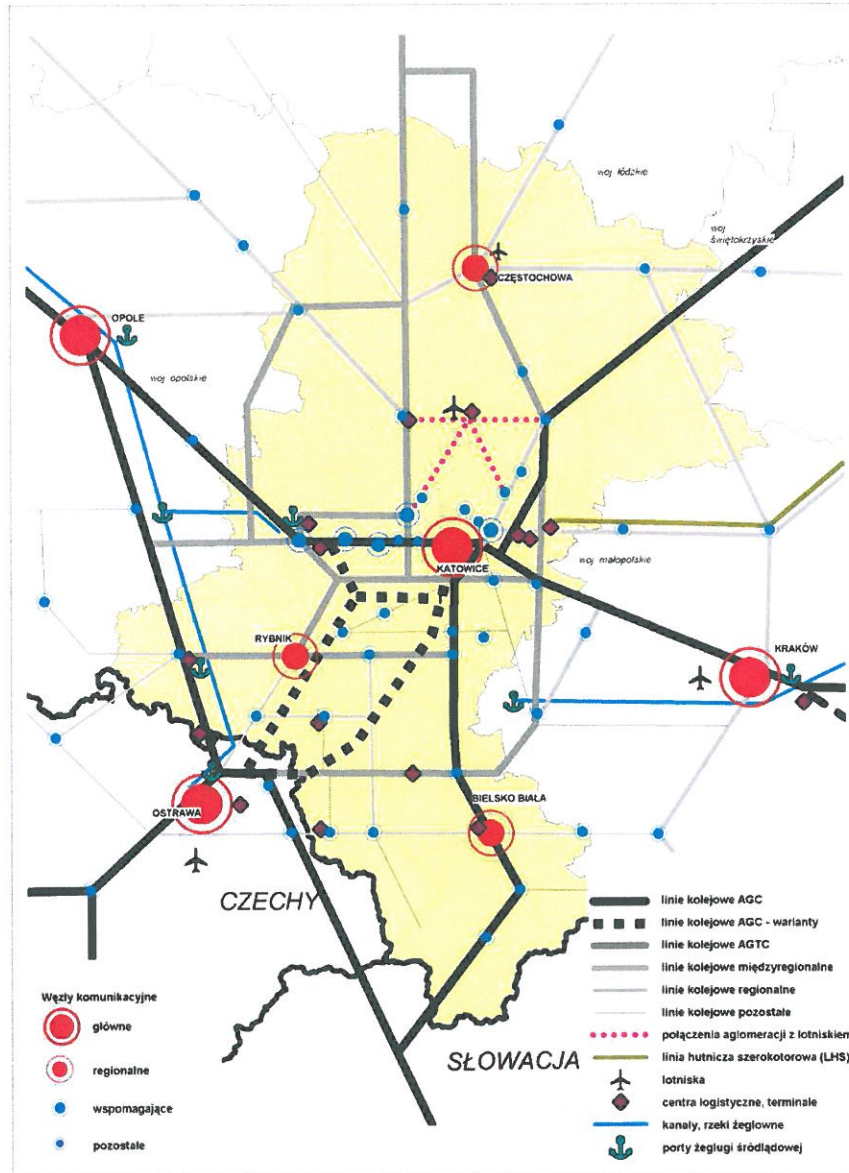 woj łódzkie
woj świętokrzyskie
CZĘSTOCHOWA
OPOLE
woj opolskie
KATOWICE
woj małopolskie
RYBNIK
KRAKÓW
BIELSKO BIAŁA
OSTRAWA
CZECHY
SŁOWACJA
Węzły komunikacyjne
główne
regionalne
wspomagające
pozostałe
linie kolejowe AGC
linie kolejowe AGC - warianty
linie kolejowe AGTC
linie kolejowe międzyregionalne
linie kolejowe regionalne
linie kolejowe pozostałe
połączenia aglomeracji z lotniskiem
linia hutnicza szerokotorowa (LHS)
lotniska
centra logistyczne, terminale
kanały, rzeki żeglowne
porty żeglugi śródlądowej